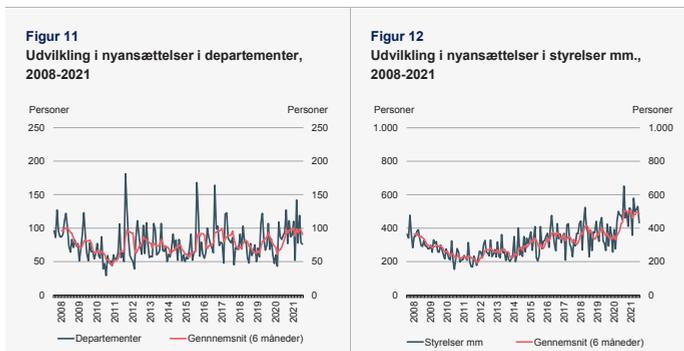 Figur 11
Udvilkling i nyansættelser i departementer,
2008-2021
Personer Personer
250 250
200 200
150 150
100 100
50 50
0 0
2008 2009 2010 2011 2012 2013 2014 2015 2016 2017 2018 2019 2020 2021
Departementer Gennnemsnit (6 måneder)
Figur 12
Udvikling i nyansættelser i styrelser mm.,
2008-2021
Personer Personer
1.000 1.000
800 800
600 600
400 400
200 200
0 0
2008 2009 2010 2011 2012 2013 2014 2015 2016 2017 2018 2019 2020 2021
Styrelser mm Gennemsnit (6 måneder)